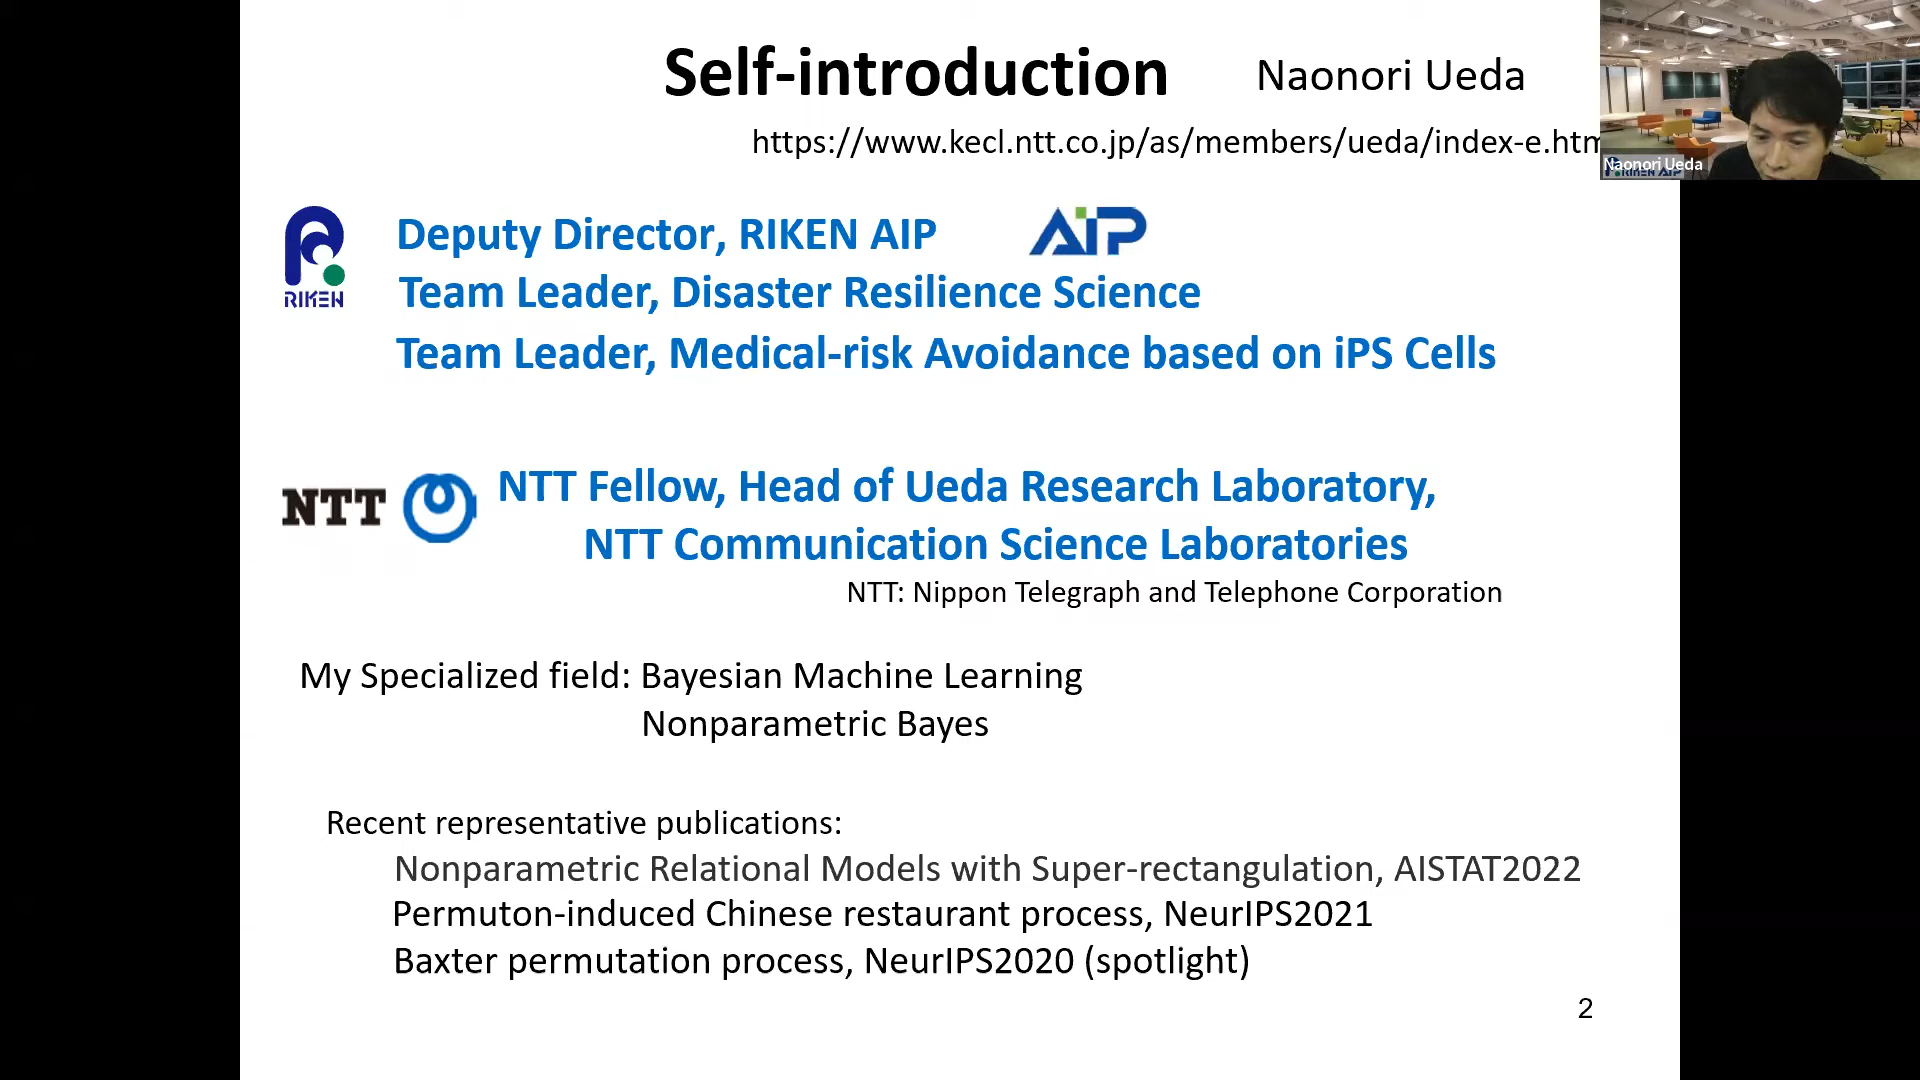 Self-introduction
Naonori Ueda
https://www.kecl.ntt.co.jp/as/members/ueda/index-e.htm
Naonori Ueda
RIKEN AIP
RIKEN
Deputy Director, RIKEN AIP
AIP
Team Leader, Disaster Resilience Science
Team Leader, Medical-risk Avoidance based on iPS Cells
NTT
NTT Fellow, Head of Ueda Research Laboratory,
NTT Communication Science Laboratories
NTT: Nippon Telegraph and Telephone Corporation
My Specialized field: Bayesian Machine Learning
Nonparametric Bayes
Recent representative publications:
Nonparametric Relational Models with Super-rectangulation, AISTAT2022
Permuton-induced Chinese restaurant process, NeurIPS2021
Baxter permutation process, NeurIPS2020 (spotlight)
2